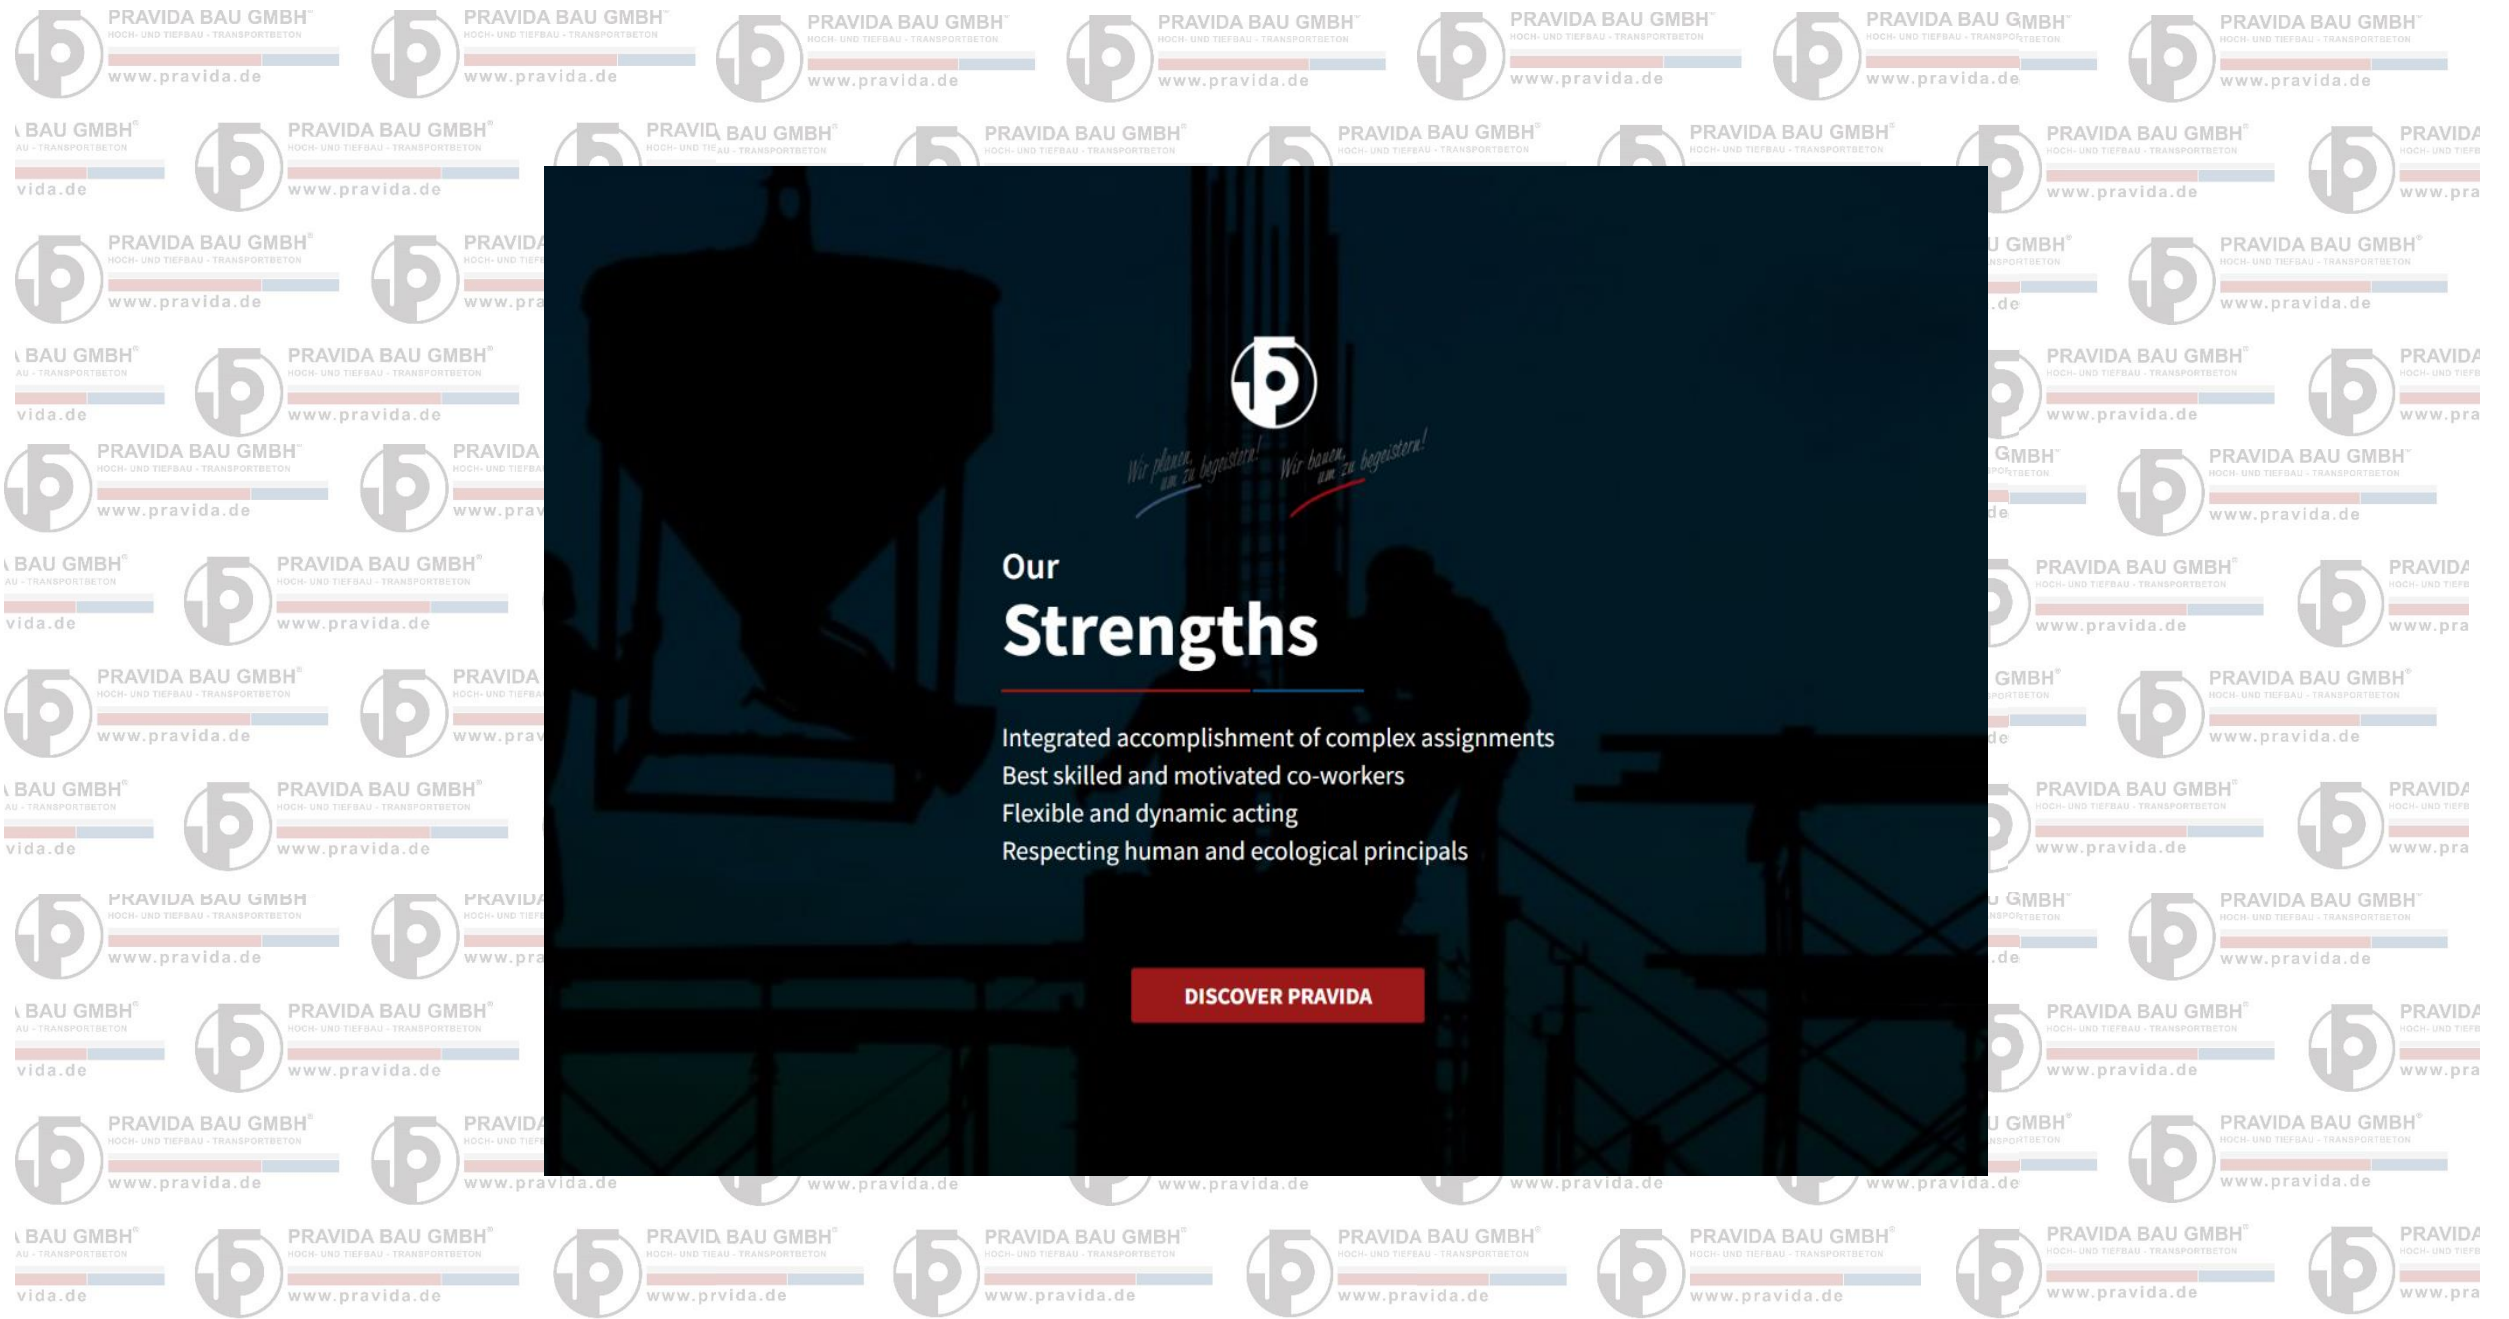 PRAVIDA BAU GMBH
HOCH- UND TIEFBAU - TRANSPORTBETON
www.pravida.de
Wir planen, um zu begeistern!
Wir bauen, um zu begeistern!
Our
Strengths
Integrated accomplishment of complex assignments
Best skilled and motivated co-workers
Flexible and dynamic acting
Respecting human and ecological principals
DISCOVER PRAVIDA